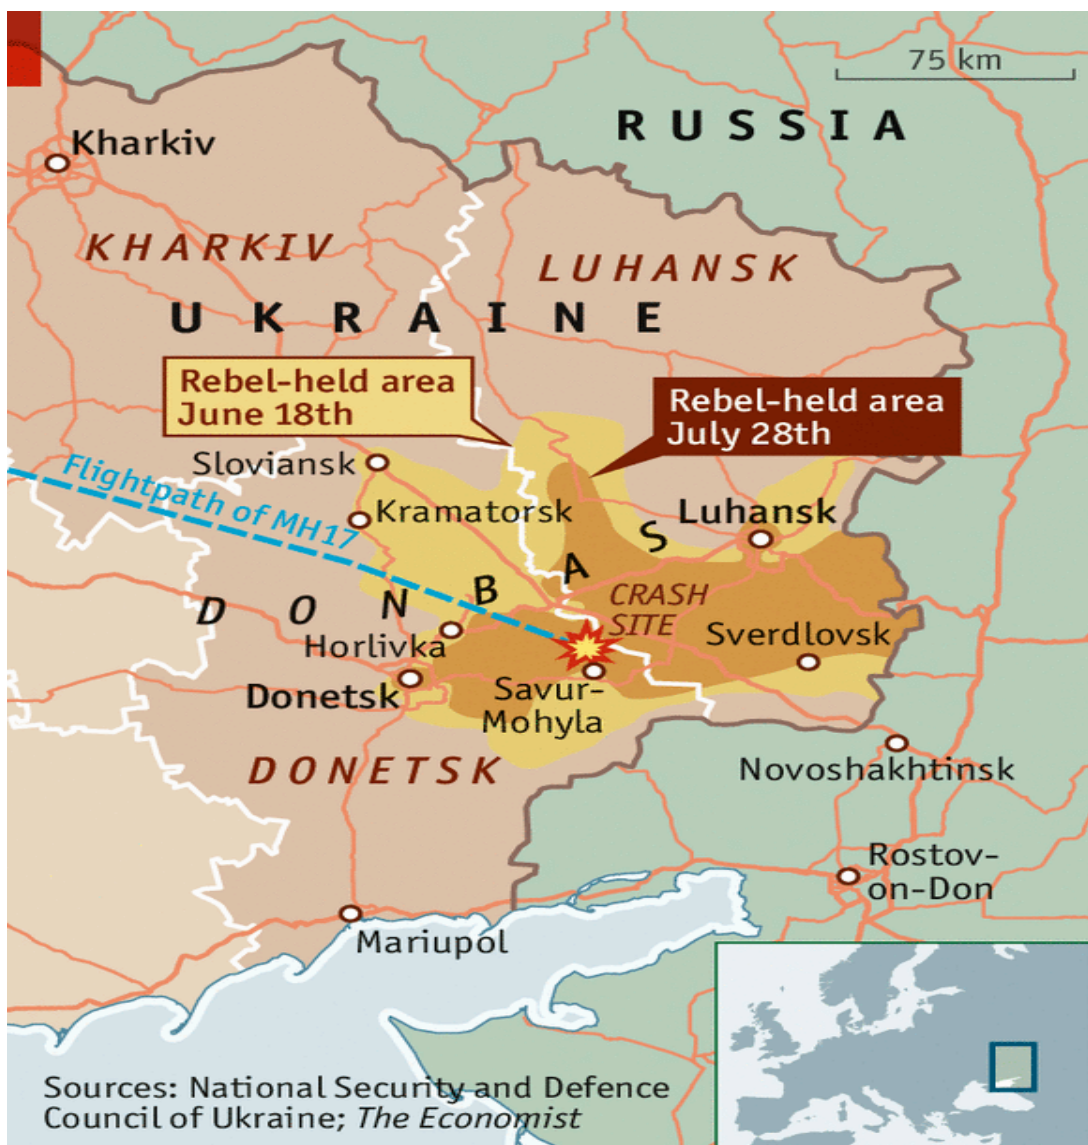 75 km
RUSSIA
Kharkiv
KHARKIV
LUHANSK
UKRAINE
Rebel-held area
June 18th
Rebel-held area
July 28th
Sloviansk
Flightpath of MH17
Kramatorsk
Luhansk
DONBAS
CRASH
SITE
Horlivka
Sverdlovsk
Donetsk
Savur-
Mohyla
DONETSK
Novoshakhtinsk
Rostov-
on-Don
Mariupol
Sources: National Security and Defence
Council of Ukraine; The Economist